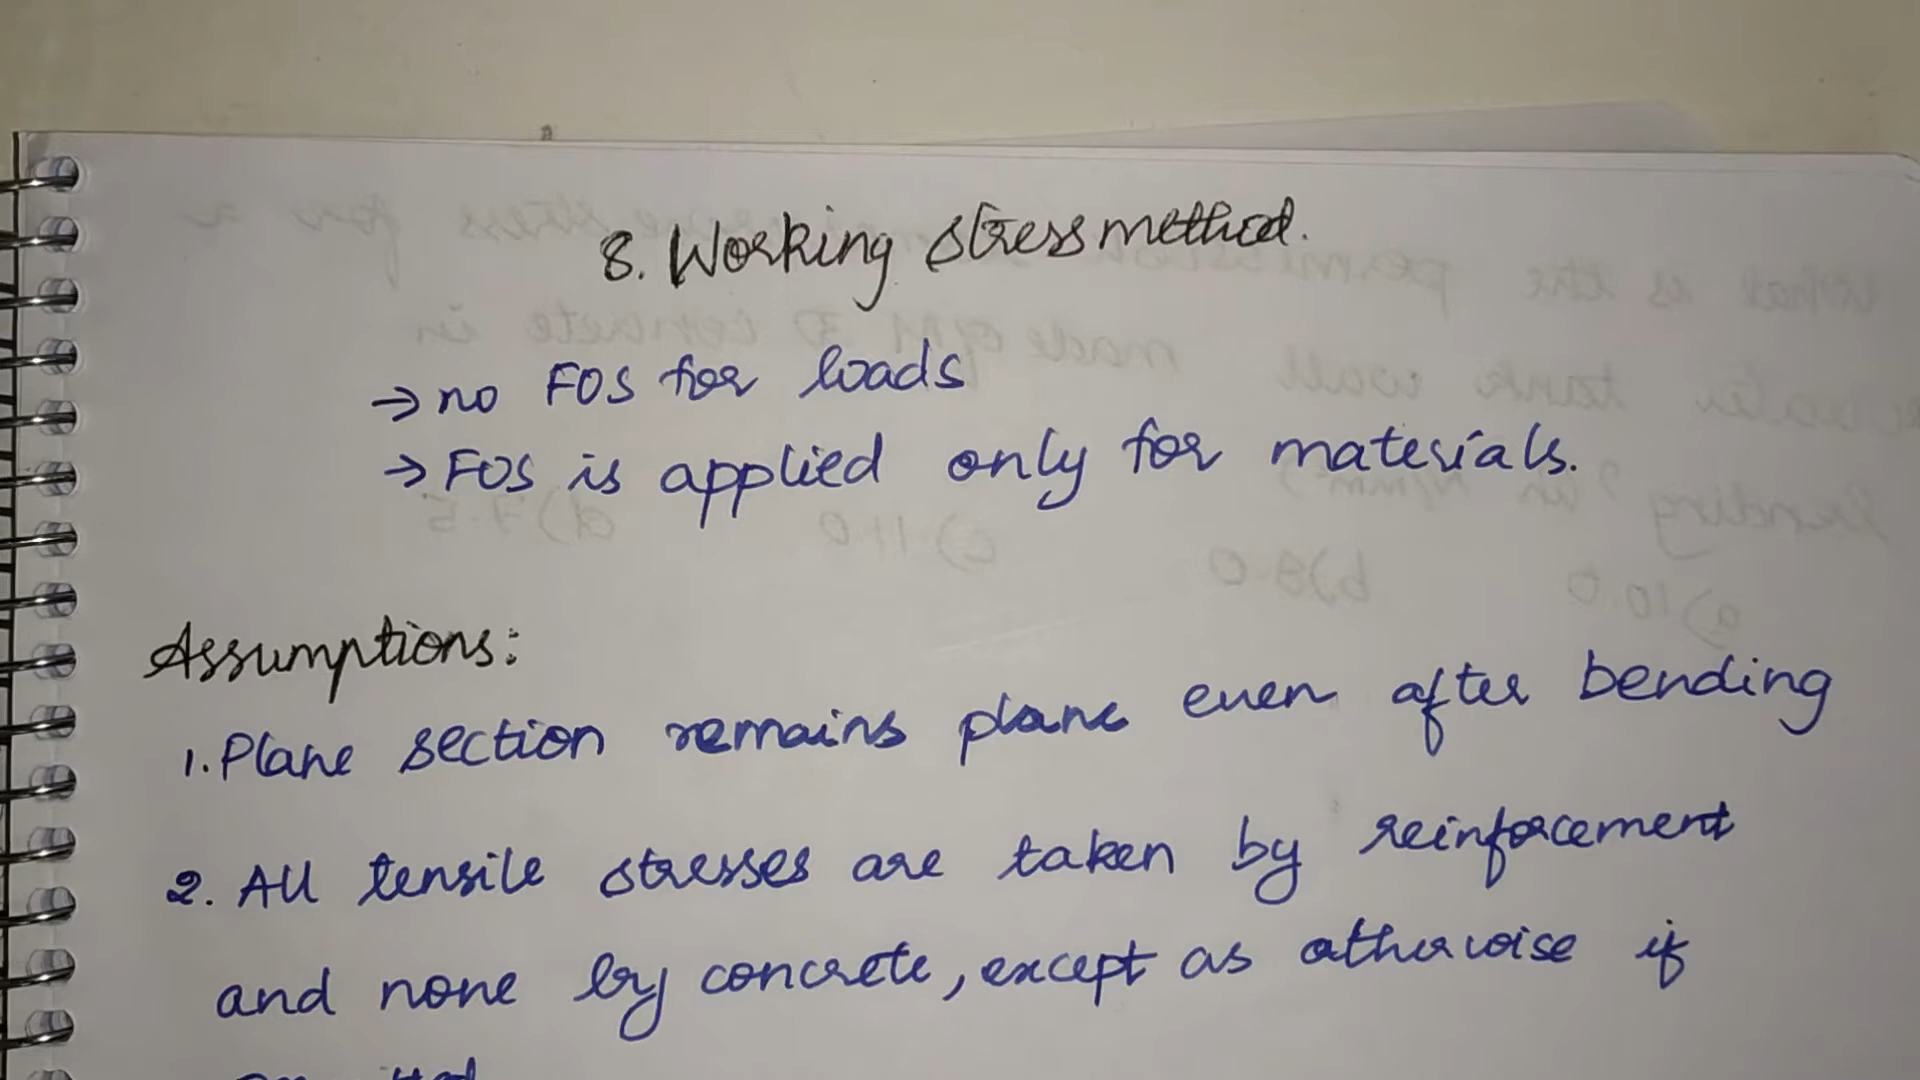 8. Working stress method.
→ no FOS for loads
→ FOS is applied only for materials.
Assumptions:
1. Plane section remains plane even after bending
2. All tensile stresses are taken by reinforcement
and none by concrete, except as otherwise if